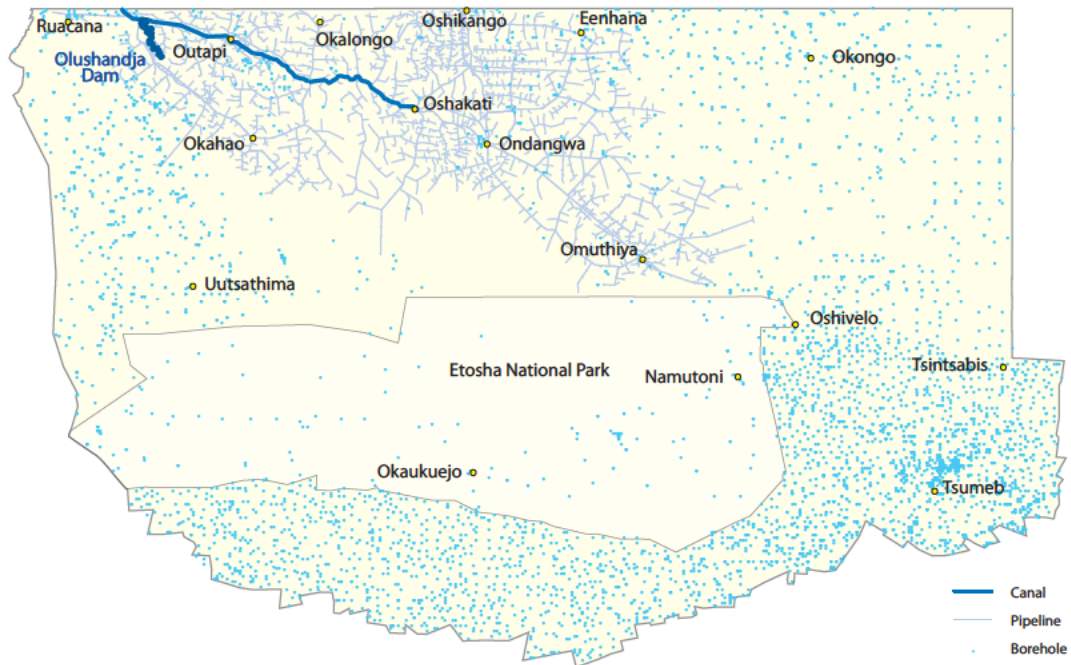 Ruacana
Oshikango
Eenhana
Okalongo
Outapi
Olushandja
Dam
Okongo
Oshakati
Okahao
Ondangwa
Omuthiya
Uutsathima
Oshivelo
Etosha National Park
Namutoni
Tsintsabis
Okaukuejo
Tsumeb
Canal
Pipeline
Borehole